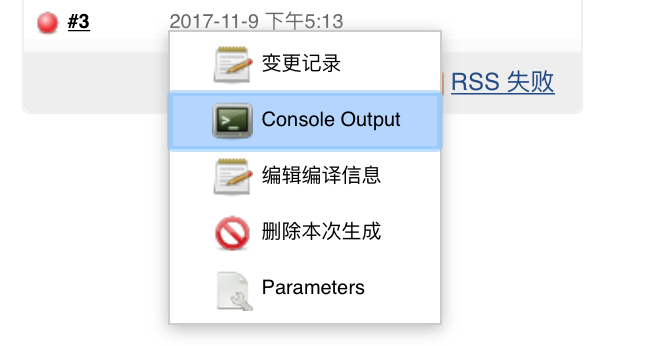 #3 2017-11-9 下午5:13
变更记录
RSS 失败
Console Output
编辑编译信息
删除本次生成
Parameters